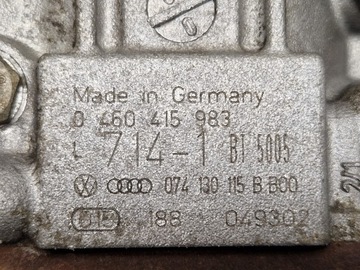 Made in Germany
0 460 415 983
714-1 BT 5005
074 130 115 B B00
188 049302